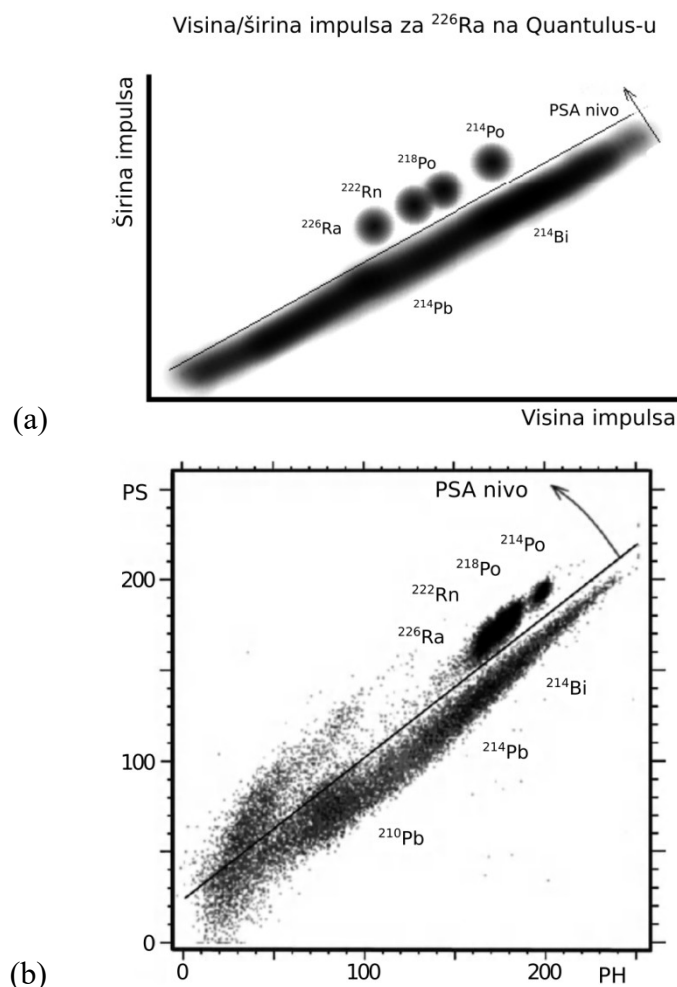 Visina/širina impulsa za ²²⁶Ra na Quantulus-u
Širina impulsa
PSA nivo
²¹⁴Po
²¹⁸Po
²²²Rn
²²⁶Ra
²¹⁴Bi
²¹⁴Pb
(a)
Visina impulsa
PS
PSA nivo
²¹⁴Po
²¹⁸Po
200
²²²Rn
²²⁶Ra
²¹⁴Bi
²¹⁴Pb
100
²¹⁰Pb
0
(b)
0 100 200
PH